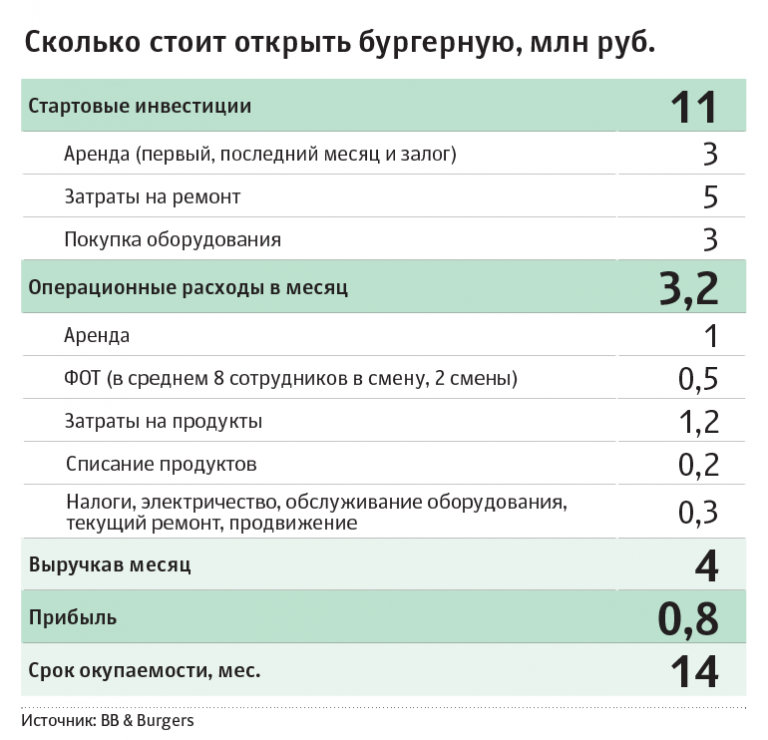 Сколько стоит открыть бургерную, млн руб.
Стартовые инвестиции 11
Аренда (первый, последний месяц и залог) 3
Затраты на ремонт 5
Покупка оборудования 3
Операционные расходы в месяц 3,2
Аренда 1
ФОТ (в среднем 8 сотрудников в смену, 2 смены) 0,5
Затраты на продукты 1,2
Списание продуктов 0,2
Налоги, электричество, обслуживание оборудования,
текущий ремонт, продвижение 0,3
Выручкав месяц 4
Прибыль 0,8
Срок окупаемости, мес. 14
Источник: BB & Burgers